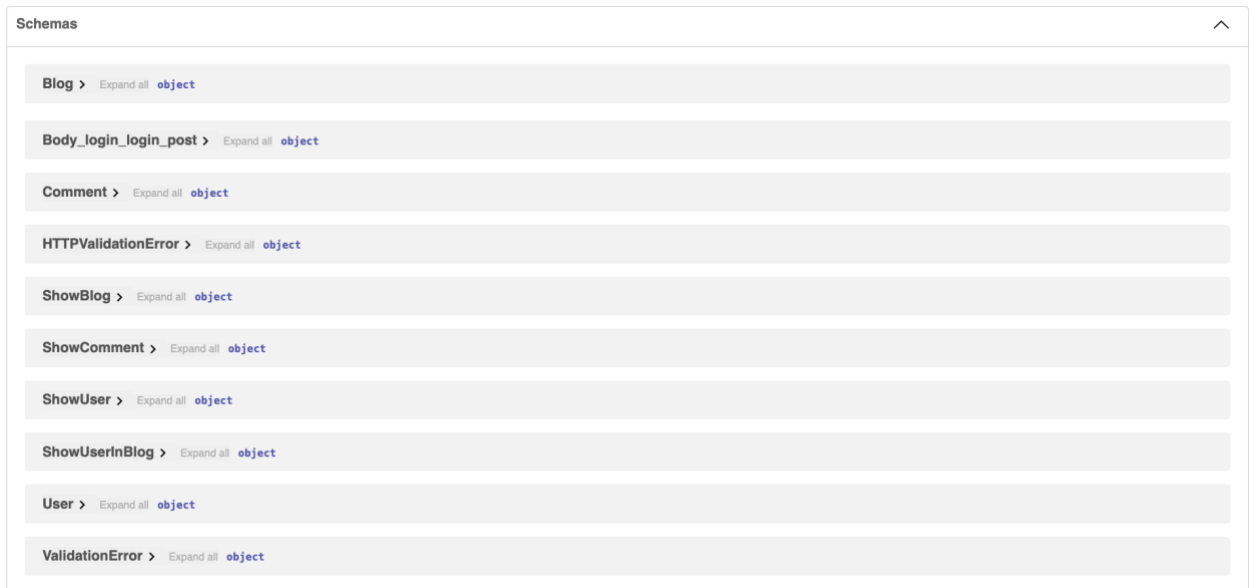 Schemas
Blog > Expand all object
Body_login_login_post > Expand all object
Comment > Expand all object
HTTPValidationError > Expand all object
ShowBlog > Expand all object
ShowComment > Expand all object
ShowUser > Expand all object
ShowUserInBlog > Expand all object
User > Expand all object
ValidationError > Expand all object